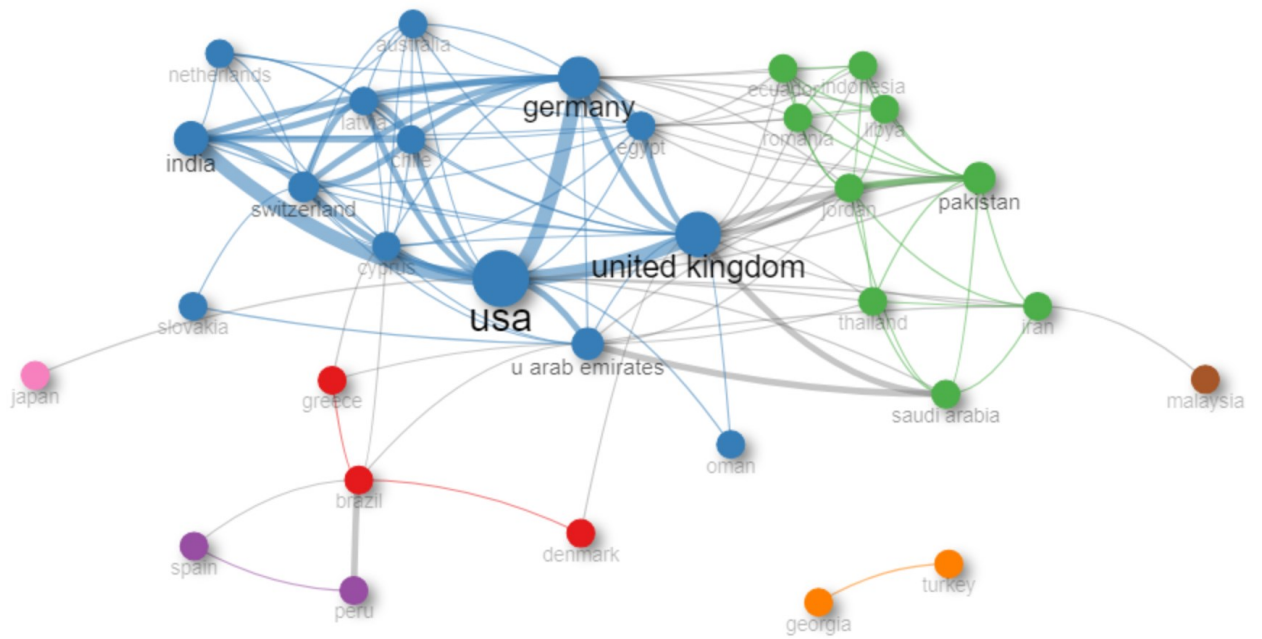 australia
netherlands
ecuador
indonesia
germany
latvia
libya
romania
egypt
chile
india
switzerland
jordan
pakistan
cyprus
united kingdom
usa
thailand
iran
slovakia
u arab emirates
japan
greece
malaysia
saudi arabia
oman
brazil
denmark
spain
turkey
peru
georgia